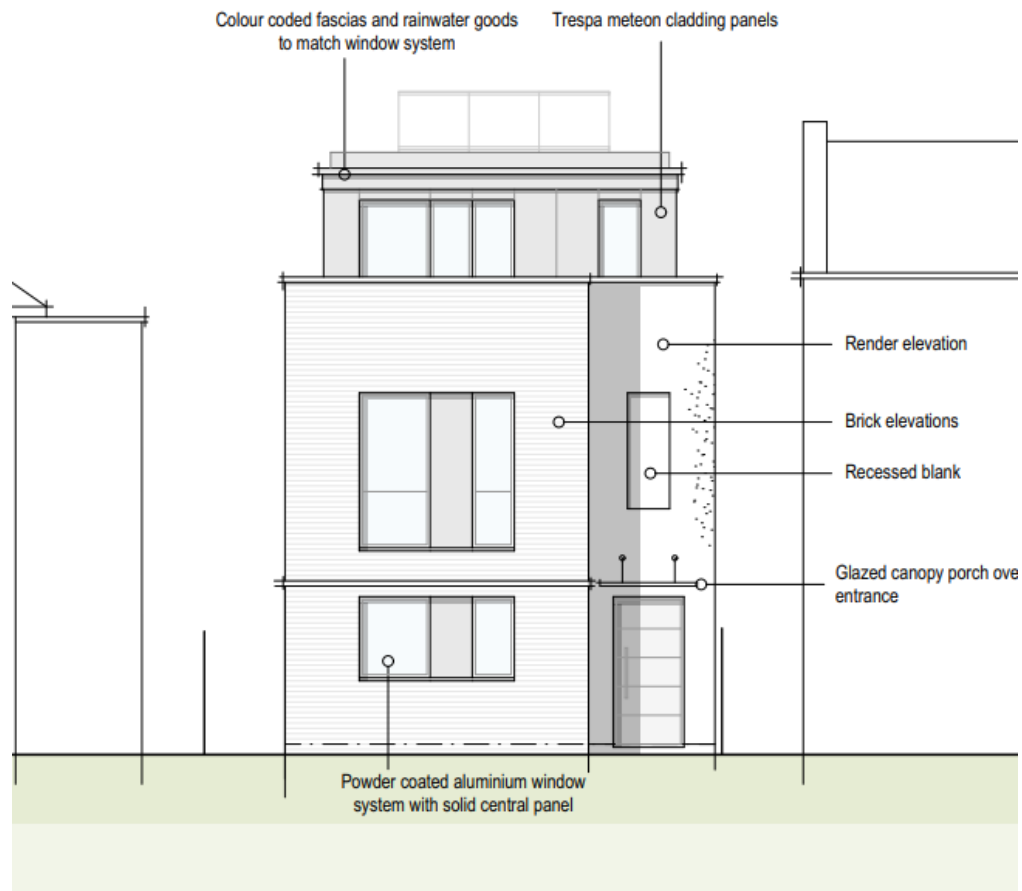 Colour coded fascias and rainwater goods
to match window system
Trespa meteon cladding panels
Render elevation
Brick elevations
Recessed blank
Glazed canopy porch ove
entrance
Powder coated aluminium window
system with solid central panel